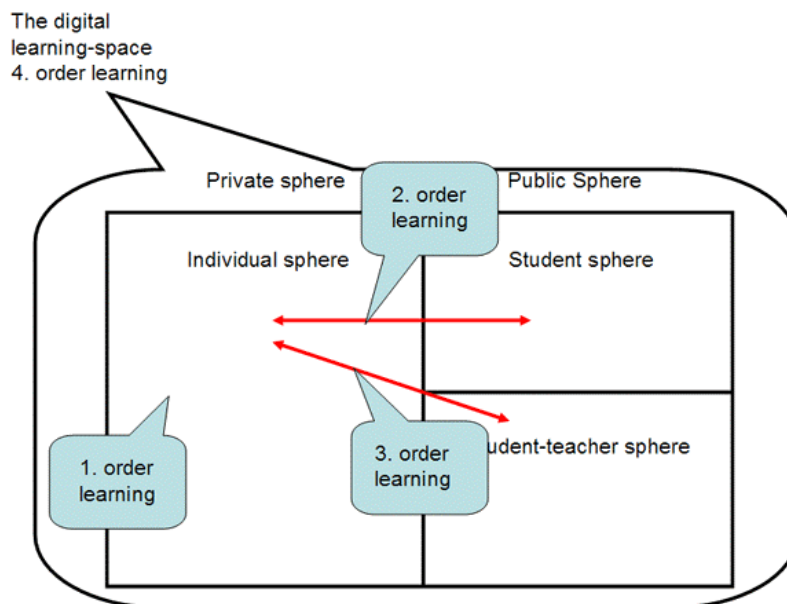 The digital
learning-space
4. order learning
Private sphere
Public Sphere
2. order
learning
Individual sphere
Student sphere
1. order
learning
3. order
learning
udent-teacher sphere